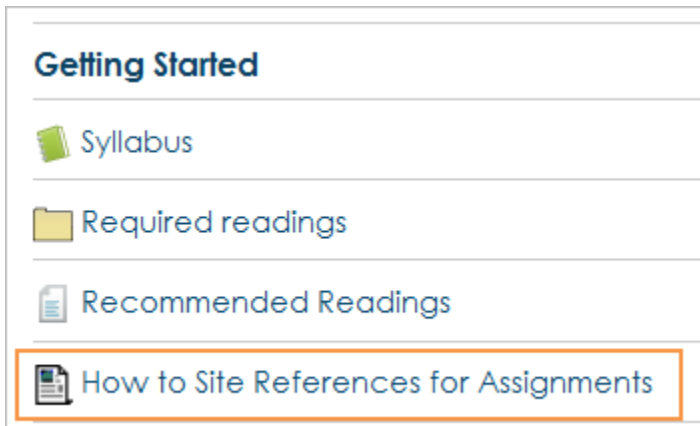 Getting Started
Syllabus
Required readings
Recommended Readings
How to Site References for Assignments